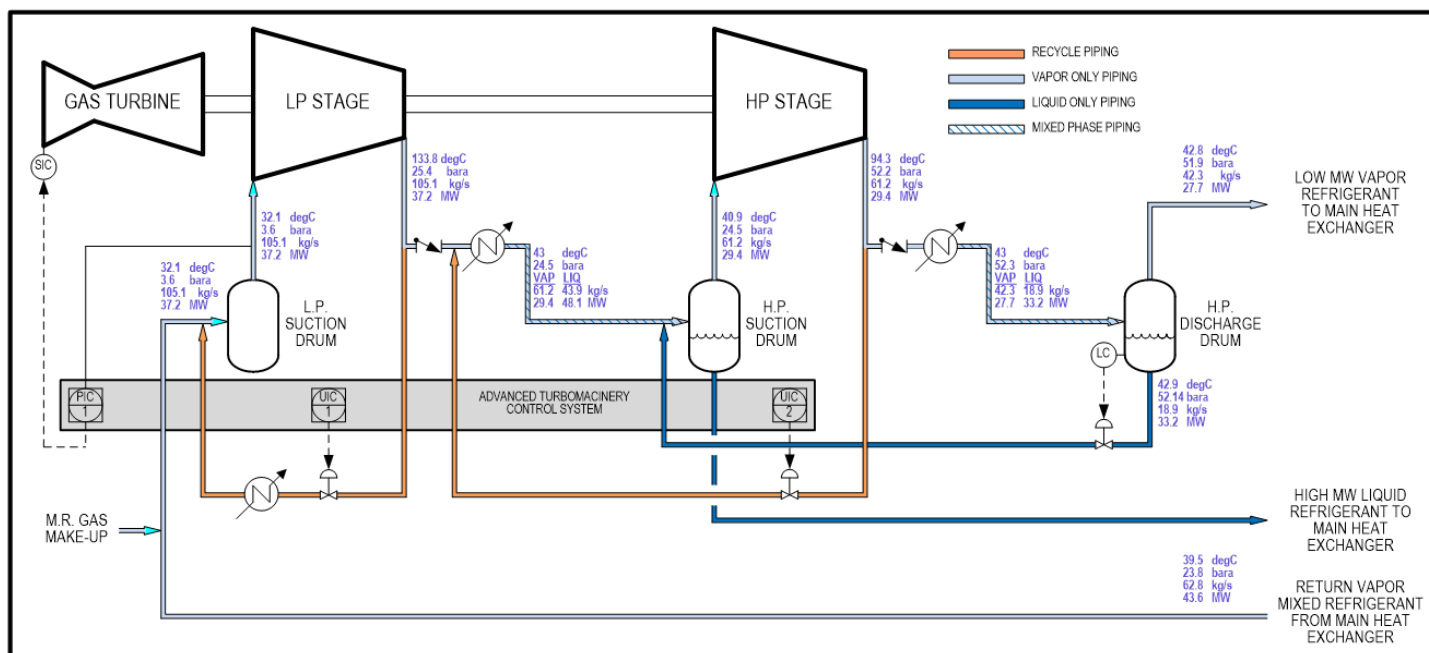 GAS TURBINE
LP STAGE
HP STAGE
RECYCLE PIPING
VAPOR ONLY PIPING
LIQUID ONLY PIPING
MIXED PHASE PIPING
SIC
133.8 degC
25.4 bara
105.1 kg/s
37.2 MW
94.3 degC
52.2 bara
61.2 kg/s
29.4 MW
42.8 degC
51.9 bara
42.3 kg/s
27.7 MW
LOW MW VAPOR
REFRIGERANT
TO MAIN HEAT
EXCHANGER
32.1 degC
3.6 bara
105.1 kg/s
37.2 MW
40.9 degC
24.5 bara
61.2 kg/s
29.4 MW
32.1 degC
3.6 bara
105.1 kg/s
37.2 MW
43 degC
24.5 bara
VAP LIQ
61.2 43.9 kg/s
29.4 48.1 MW
43 degC
52.3 bara
VAP LIQ
42.3 18.9 kg/s
27.7 33.2 MW
L.P.
SUCTION
DRUM
H.P.
SUCTION
DRUM
H.P.
DISCHARGE
DRUM
LC
42.9 degC
52.14 bara
18.9 kg/s
33.2 MW
PIC
1
UIC
1
ADVANCED TURBOMACINERY
CONTROL SYSTEM
UIC
2
M.R. GAS
MAKE-UP
HIGH MW LIQUID
REFRIGERANT TO
MAIN HEAT
EXCHANGER
39.5 degC
23.8 bara
62.8 kg/s
43.6 MW
RETURN VAPOR
MIXED REFRIGERANT
FROM MAIN HEAT
EXCHANGER